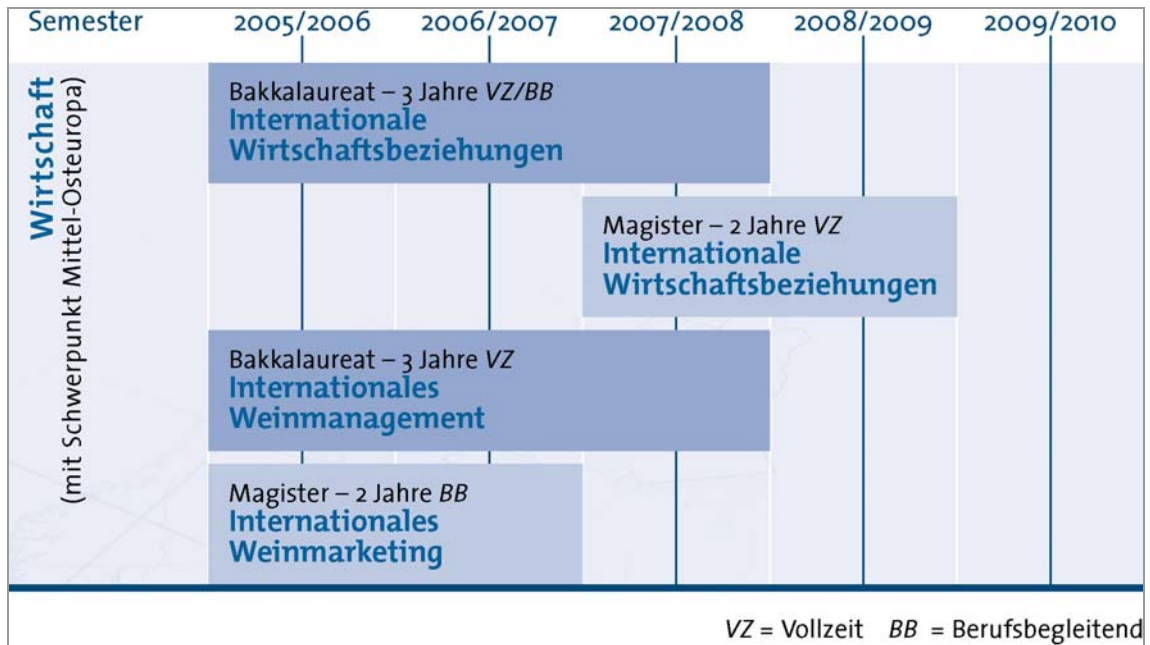 Semester 2005/2006 2006/2007 2007/2008 2008/2009 2009/2010
Wirtschaft
(mit Schwerpunkt Mittel-Osteuropa)
Bakkalaureat – 3 Jahre VZ/BB
Internationale
Wirtschaftsbeziehungen
Magister – 2 Jahre VZ
Internationale
Wirtschaftsbeziehungen
Bakkalaureat – 3 Jahre VZ
Internationales
Weinmanagement
Magister – 2 Jahre BB
Internationales
Weinmarketing
VZ = Vollzeit BB = Berufsbegleitend